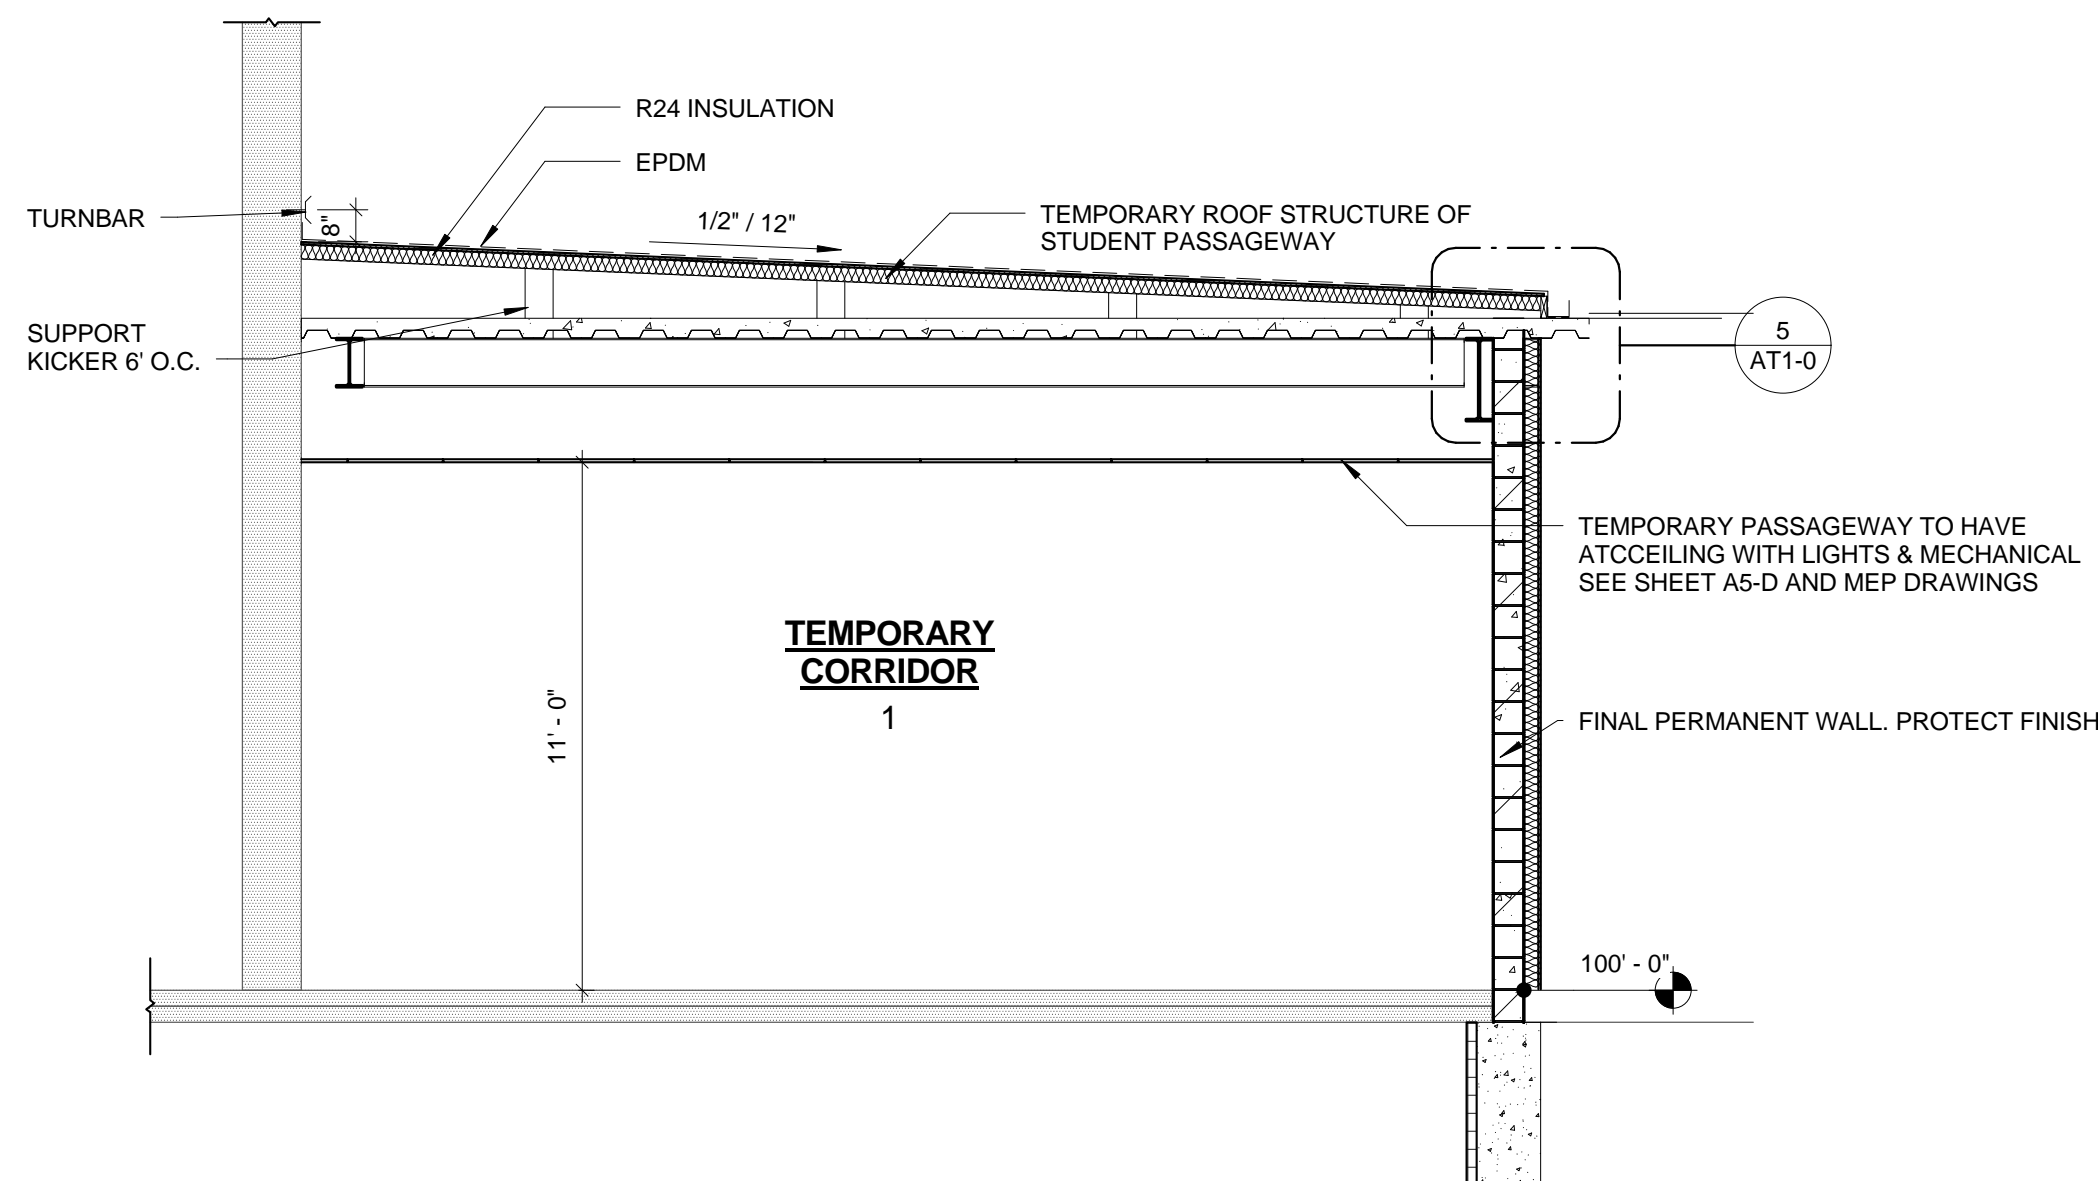 R24 INSULATION
EPDM
TURNBAR
8"
1/2" / 12"
TEMPORARY ROOF STRUCTURE OF
STUDENT PASSAGEWAY
SUPPORT
KICKER 6' O.C.
5
AT1-0
TEMPORARY PASSAGEWAY TO HAVE
ATCCEILING WITH LIGHTS & MECHANICAL
SEE SHEET A5-D AND MEP DRAWINGS
TEMPORARY
CORRIDOR
1
11' - 0"
FINAL PERMANENT WALL. PROTECT FINISH
100' - 0"